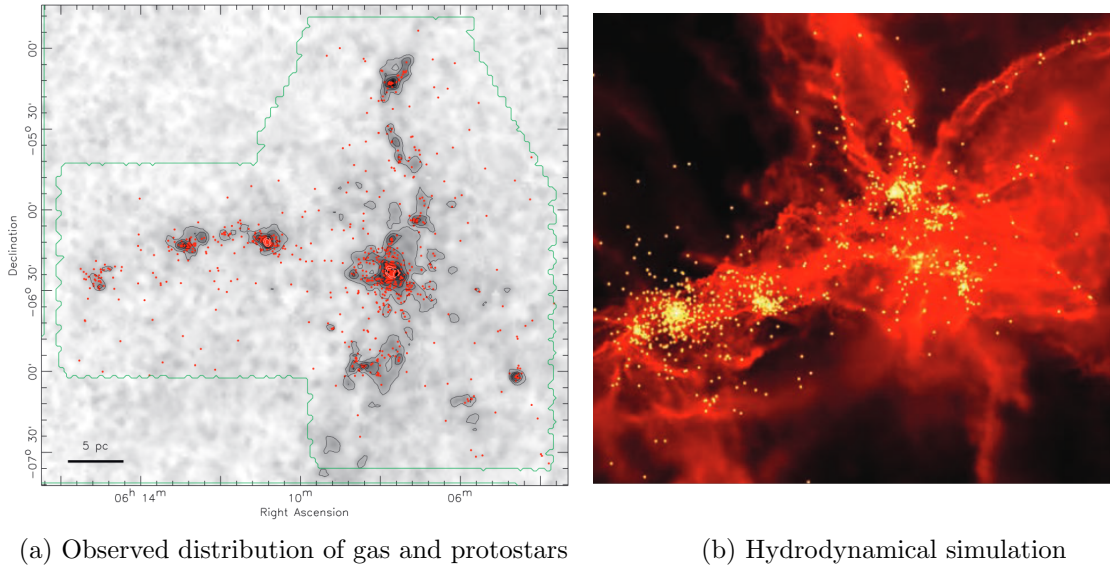 00'
−05° 30'
00'
−06° 30'
00'
−07° 30'
Declination
5 pc
06ʰ 14ᵐ
10ᵐ
06ᵐ
Right Ascension
(a) Observed distribution of gas and protostars
(b) Hydrodynamical simulation